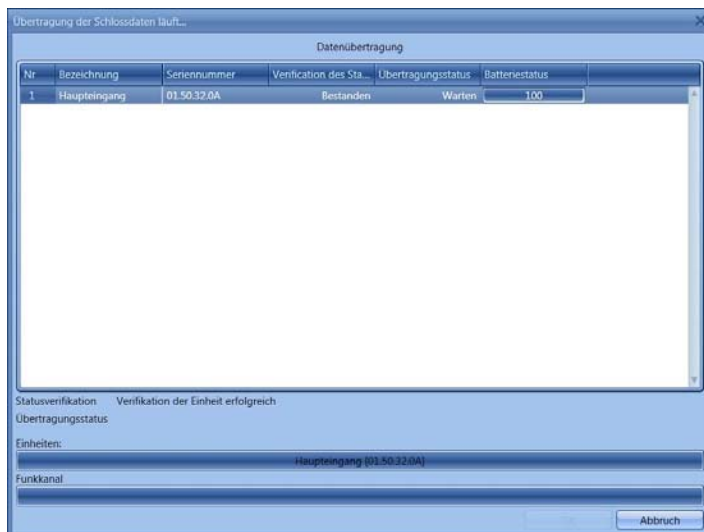 Übertragung der Schlossdaten läuft...
Datenübertragung
Nr Bezeichnung Seriennummer Verification des Sta... Übertragungsstatus Batteriestatus
1 Haupteingang 01.50.32.0A Bestanden Warten 100
Statusverifikation Verifikation der Einheit erfolgreich
Übertragungsstatus
Einheiten:
Haupteingang [01.50.32.0A]
Funkkanal
Abbruch